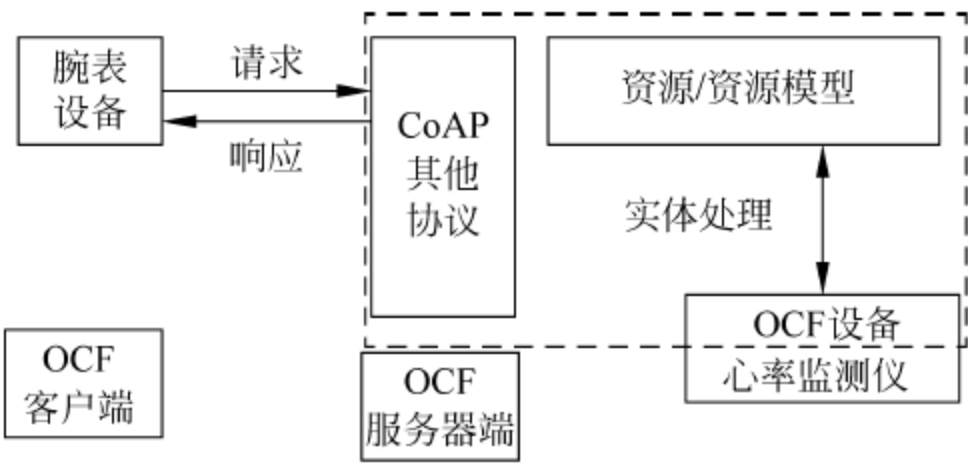 腕表
设备
请求
响应
CoAP
其他
协议
资源/资源模型
实体处理
OCF设备
心率监测仪
OCF
客户端
OCF
服务器端